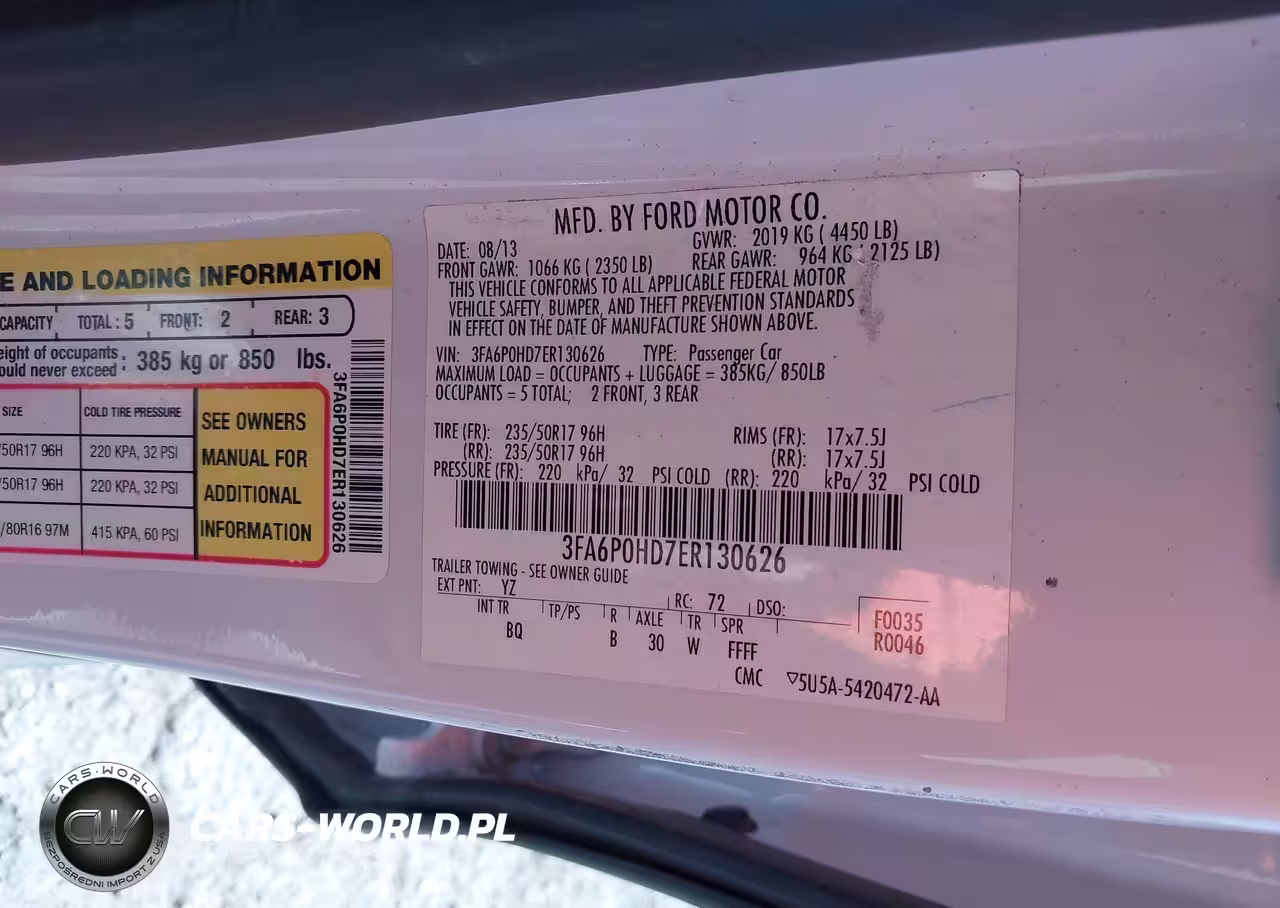 E AND LOADING INFORMATION
CAPACITY TOTAL : 5 FRONT: 2 REAR: 3
eight of occupants
ould never exceed : 385 kg or 850 lbs.
SIZE COLD TIRE PRESSURE
/50R17 96H 220 KPA, 32 PSI
/50R17 96H 220 KPA, 32 PSI
/80R16 97M 415 KPA, 60 PSI
SEE OWNERS
MANUAL FOR
ADDITIONAL
INFORMATION
3FA6P0HD7ER130626
MFD. BY FORD MOTOR CO.
DATE: 08/13 GVWR: 2019 KG ( 4450 LB)
FRONT GAWR: 1066 KG ( 2350 LB) REAR GAWR: 964 KG ( 2125 LB)
THIS VEHICLE CONFORMS TO ALL APPLICABLE FEDERAL MOTOR
VEHICLE SAFETY, BUMPER, AND THEFT PREVENTION STANDARDS
IN EFFECT ON THE DATE OF MANUFACTURE SHOWN ABOVE.
VIN: 3FA6P0HD7ER130626 TYPE: Passenger Car
MAXIMUM LOAD = OCCUPANTS + LUGGAGE = 385KG/ 850LB
OCCUPANTS = 5 TOTAL; 2 FRONT, 3 REAR
TIRE (FR): 235/50R17 96H RIMS (FR): 17x7.5J
(RR): 235/50R17 96H (RR): 17x7.5J
PRESSURE (FR): 220 kPa/ 32 PSI COLD (RR): 220 kPa/ 32 PSI COLD
3FA6P0HD7ER130626
TRAILER TOWING - SEE OWNER GUIDE
EXT PNT: YZ RC: 72 DSO:
INT TR TP/PS R AXLE TR SPR
BQ B 30 W FFFF
F0035
R0046
CMC ▽5U5A-5420472-AA
CARS-WORLD
CW
BEZPOŚREDNI IMPORT Z USA
CARS-WORLD.PL